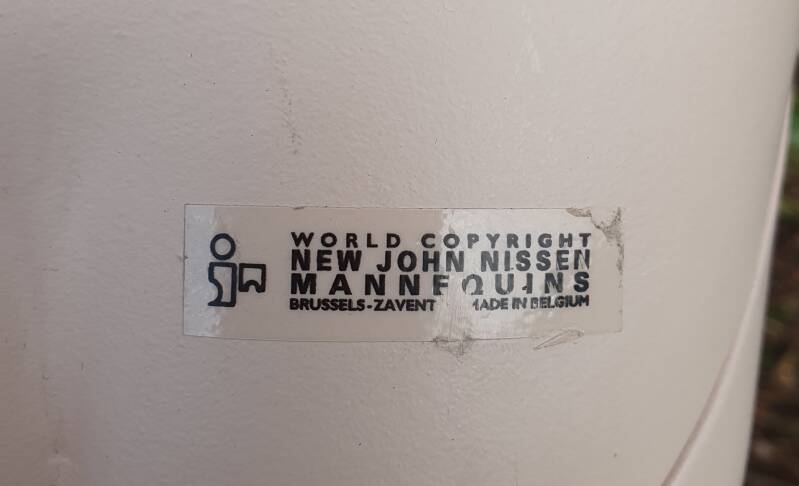 WORLD COPYRIGHT
NEW JOHN NISSEN
MANNEQUINS
BRUSSELS-ZAVENT MADE IN BELGIUM